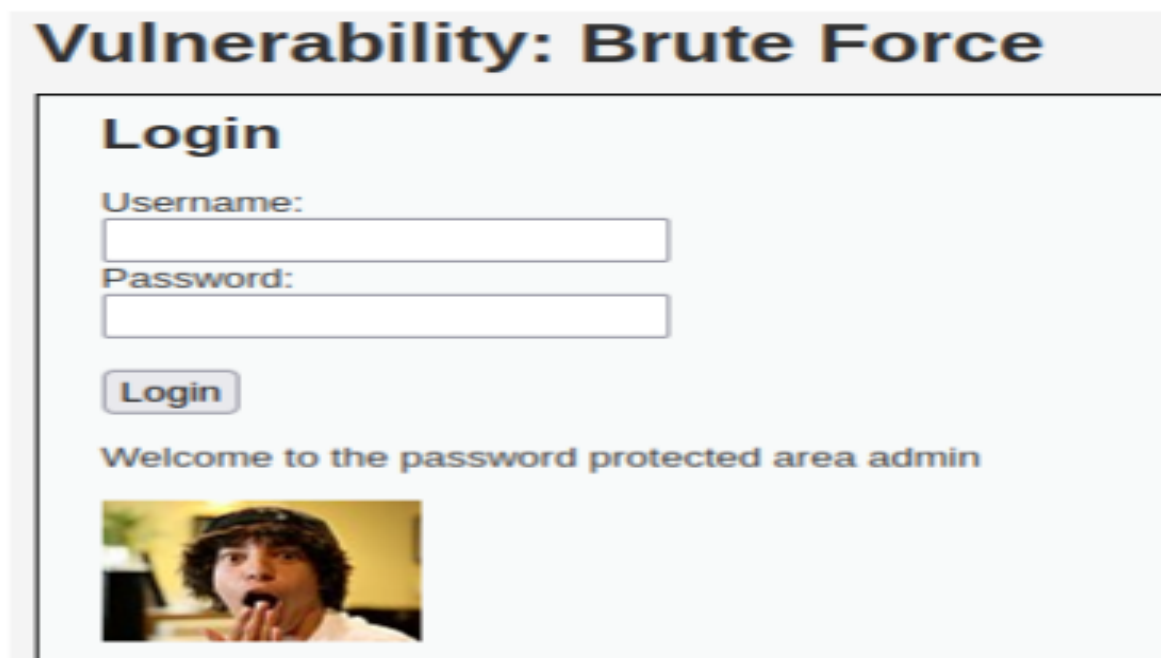 Vulnerability: Brute Force
Login
Username:
Password:
Login
Welcome to the password protected area admin